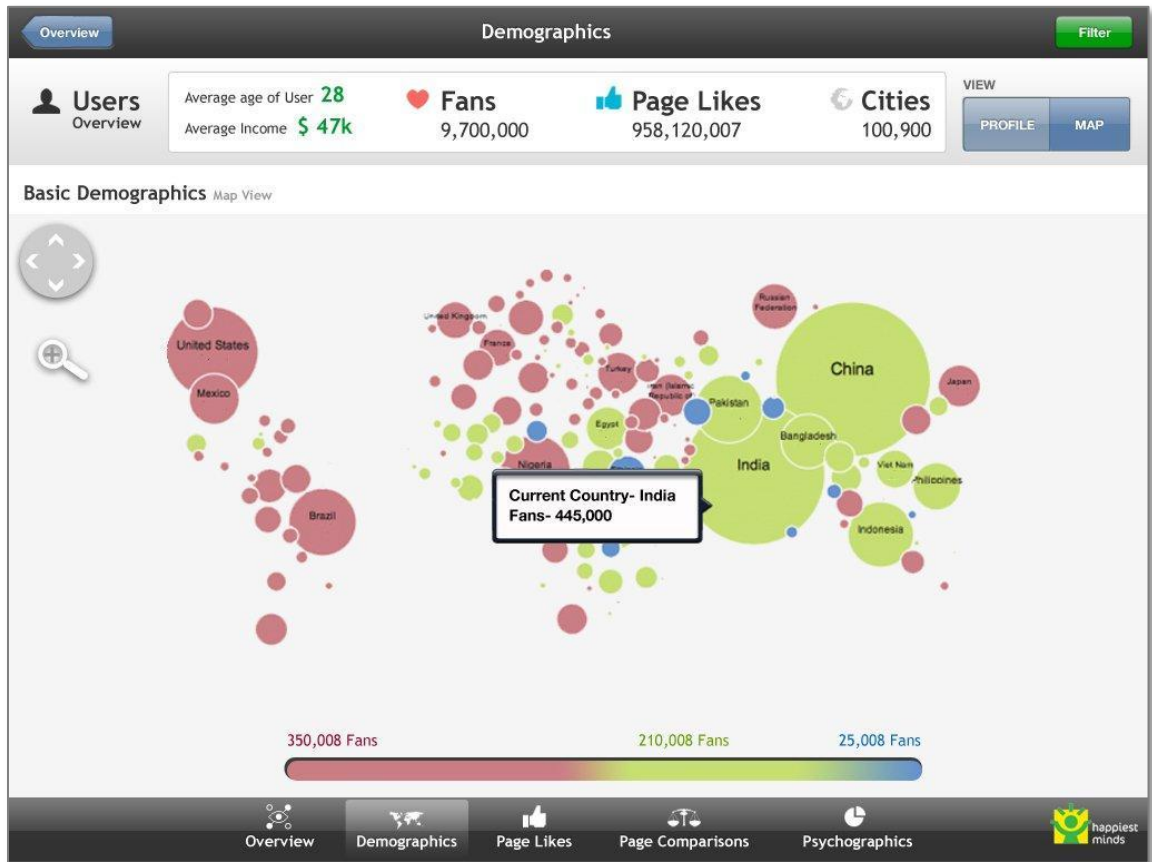 Overview
Demographics
Filter
Users
Overview
Average age of User 28
Average Income $ 47k
Fans
9,700,000
Page Likes
958,120,007
Cities
100,900
VIEW
PROFILE
MAP
Basic Demographics Map View
United States
Mexico
Brazil
United Kingdom
France
Turkey
Iran (Islamic
Republic of)
Egypt
Nigeria
Russian
Federation
China
Japan
Pakistan
Bangladesh
India
Viet Nam
Philippines
Indonesia
Current Country- India
Fans- 445,000
350,008 Fans
210,008 Fans
25,008 Fans
Overview
Demographics
Page Likes
Page Comparisons
Psychographics
happiest
minds